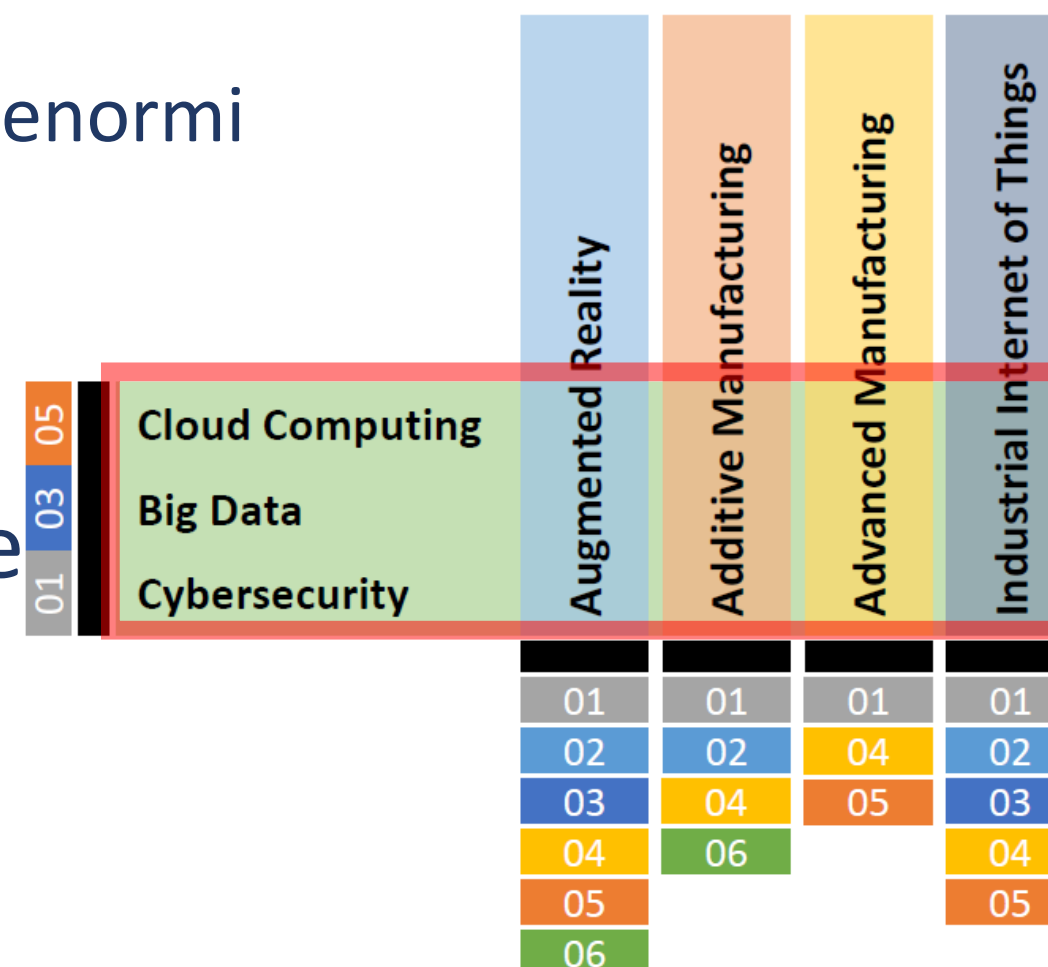 enormi
e
05
03
01
Cloud Computing
Big Data
Cybersecurity
Augmented Reality
Additive Manufacturing
Advanced Manufacturing
Industrial Internet of Things
01 01 01 01
02 02 04 02
03 04 05 03
04 06 04
05 05
06